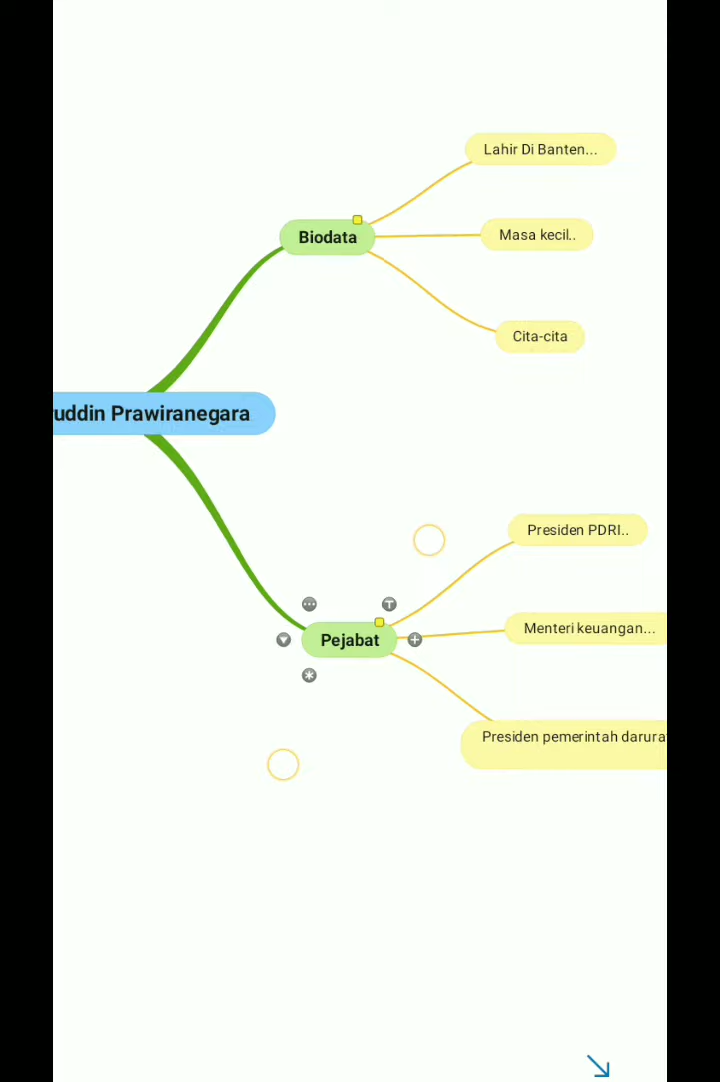 Lahir Di Banten...
Biodata
Masa kecil..
Cita-cita
uddin Prawiranegara
Presiden PDRI..
Menteri keuangan...
Pejabat
Presiden pemerintah darura